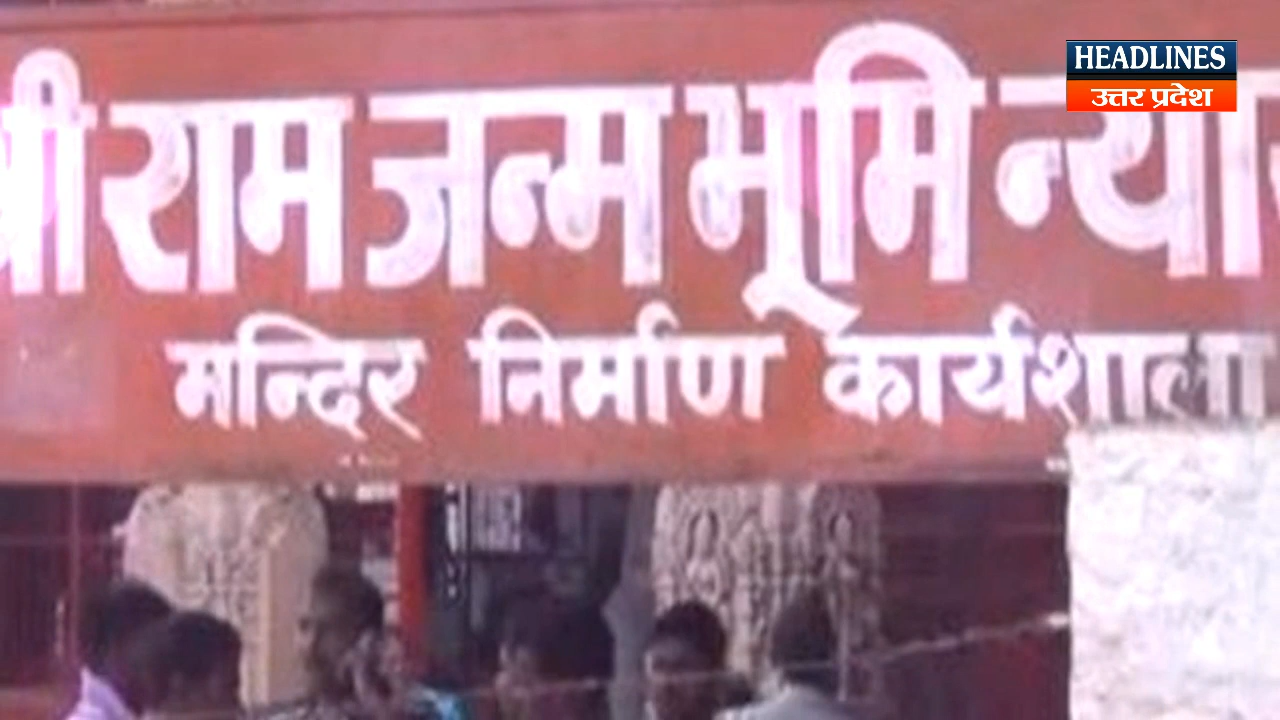 HEADLINES
उत्तर प्रदेश
श्री राम जन्म भूमि न्यास
मन्दिर निर्माण कार्यशाला